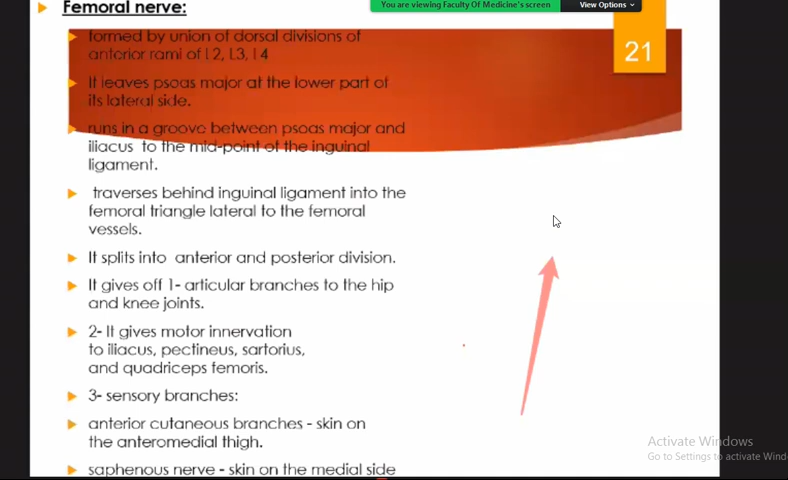 Femoral nerve:
You are viewing Faculty Of Medicine's screen
View Options
21
formed by union of dorsal divisions of
anterior rami of L2, L3, L4
It leaves psoas major at the lower part of
its lateral side.
runs in a groove between psoas major and
iliacus to the mid-point of the inguinal
ligament.
traverses behind inguinal ligament into the
femoral triangle lateral to the femoral
vessels.
It splits into anterior and posterior division.
It gives off 1- articular branches to the hip
and knee joints.
2- It gives motor innervation
to iliacus, pectineus, sartorius,
and quadriceps femoris.
3- sensory branches:
anterior cutaneous branches - skin on
the anteromedial thigh.
saphenous nerve - skin on the medial side
Activate Windows
Go to Settings to activate Wind